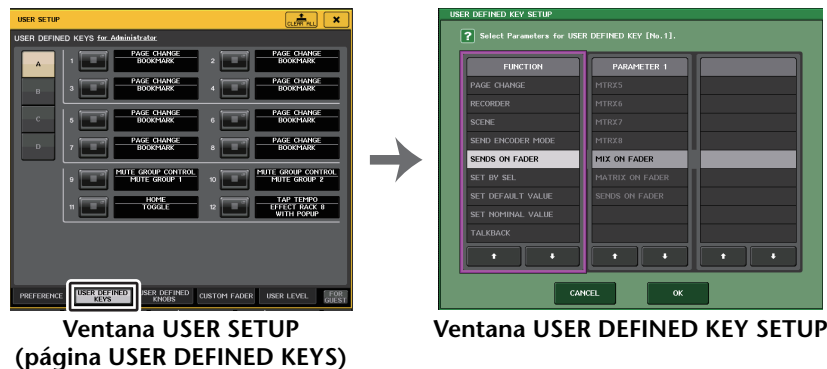 USER SETUP
CLEAR ALL
USER DEFINED KEYS for Administrator
A
B
C
D
1 PAGE CHANGE BOOKMARK
2 PAGE CHANGE BOOKMARK
3 PAGE CHANGE BOOKMARK
4 PAGE CHANGE BOOKMARK
5 PAGE CHANGE BOOKMARK
6 PAGE CHANGE BOOKMARK
7 PAGE CHANGE BOOKMARK
8 PAGE CHANGE BOOKMARK
9 MUTE GROUP CONTROL MUTE GROUP 1
10 MUTE GROUP CONTROL MUTE GROUP 2
11 HOME TOGGLE
12 TAP TEMPO EFFECT RACK 8 WITH POPUP
PREFERENCE
USER DEFINED KEYS
USER DEFINED KNOBS
CUSTOM FADER
USER LEVEL
FOR GUEST
Ventana USER SETUP
(página USER DEFINED KEYS)
USER DEFINED KEY SETUP
? Select Parameters for USER DEFINED KEY [No.1].
FUNCTION
PAGE CHANGE
RECORDER
SCENE
SEND ENCODER MODE
SENDS ON FADER
SET BY SEL
SET DEFAULT VALUE
SET NOMINAL VALUE
TALKBACK
PARAMETER 1
MTRX5
MTRX6
MTRX7
MTRX8
MIX ON FADER
MATRIX ON FADER
SENDS ON FADER
CANCEL
OK
Ventana USER DEFINED KEY SETUP